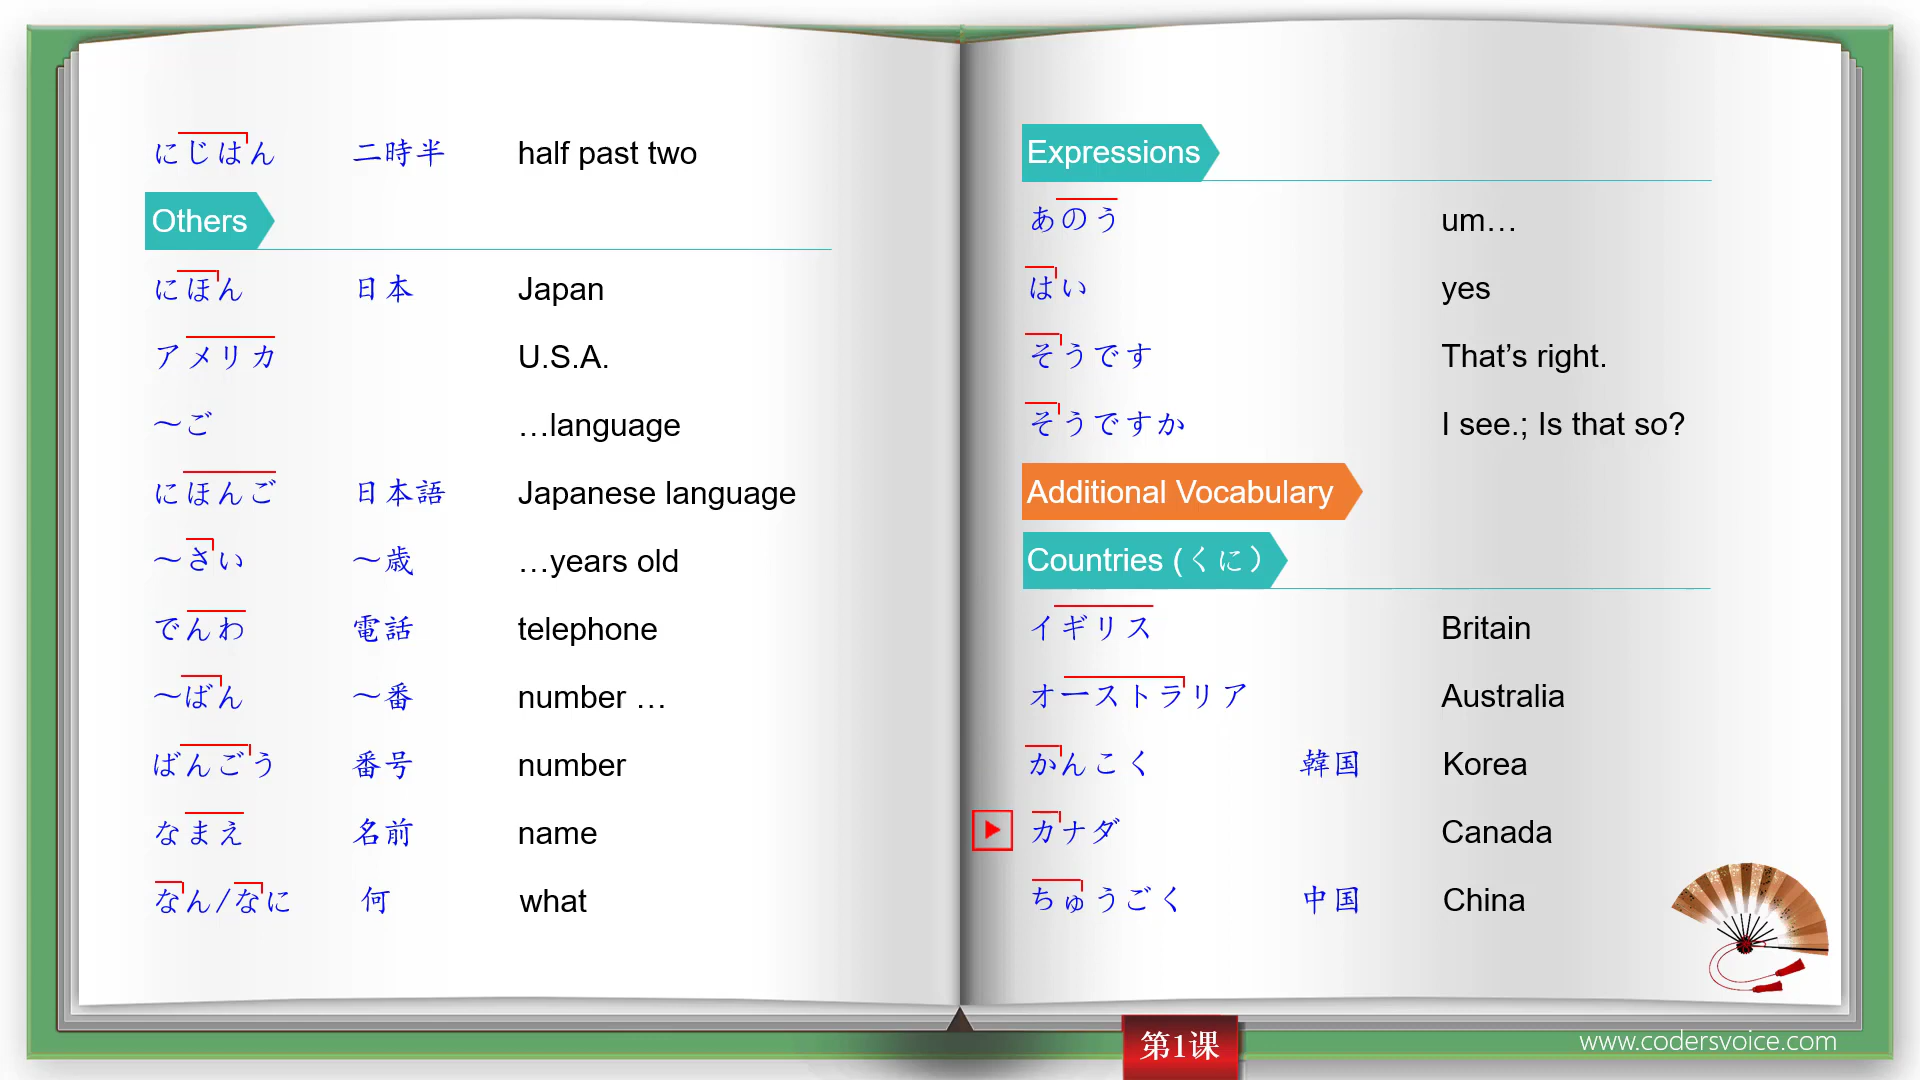 にじはん 二時半 half past two
Others
にほん 日本 Japan
アメリカ U.S.A.
～ご …language
にほんご 日本語 Japanese language
～さい ～歳 …years old
でんわ 電話 telephone
～ばん ～番 number …
ばんごう 番号 number
なまえ 名前 name
なん/なに 何 what
Expressions
あのう um…
はい yes
そうです That’s right.
そうですか I see.; Is that so?
Additional Vocabulary
Countries (くに)
イギリス Britain
オーストラリア Australia
かんこく 韓国 Korea
カナダ Canada
ちゅうごく 中国 China
第1课
www.codersvoice.com